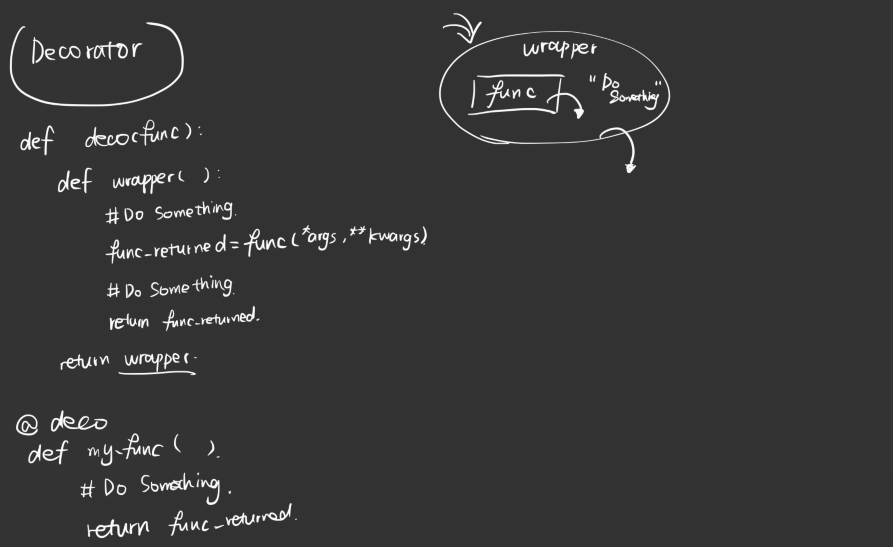 Decorator
def deco(func):
def wrapper( ):
# Do Something.
func_returned = func(*args, **kwargs)
# Do Something.
return func_returned.
return wrapper.
@ deco
def my_func( ).
# Do Something.
return func_returned.
wrapper
func
"Do
Something"